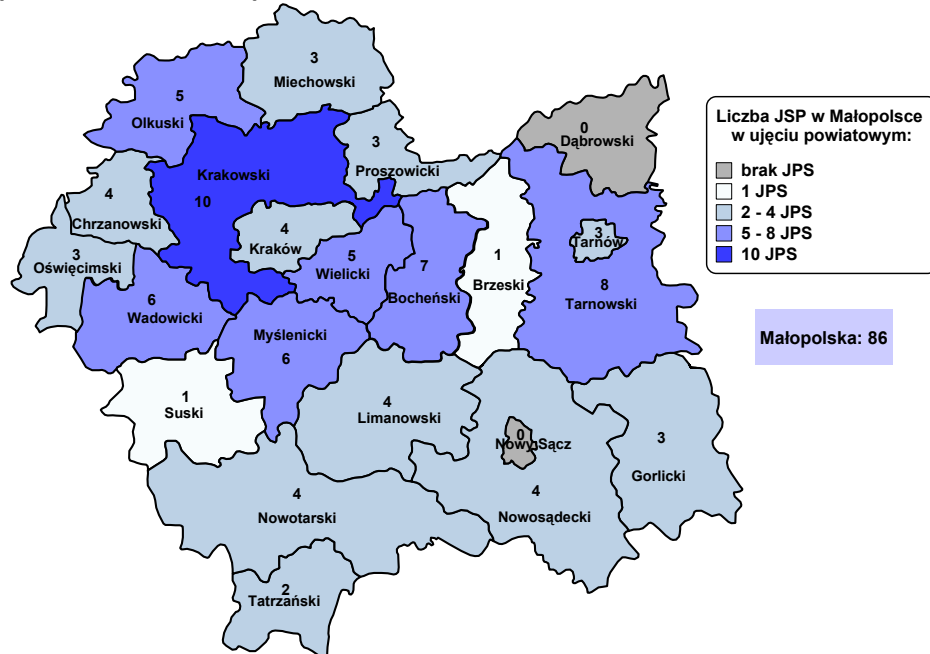 3
Miechowski
5
Olkuski
0
Dąbrowski
3
Proszowicki
Krakowski
10
4
Chrzanowski
4
Kraków
3
Tarnów
3
Oświęcimski
5
Wielicki
7
Bocheński
1
Brzeski
8
Tarnowski
6
Wadowicki
Myślenicki
6
1
Suski
4
Limanowski
0
Nowy Sącz
3
Gorlicki
4
Nowotarski
4
Nowosądecki
2
Tatrzański
Liczba JSP w Małopolsce
w ujęciu powiatowym:
brak JPS
1 JPS
2 - 4 JPS
5 - 8 JPS
10 JPS
Małopolska: 86